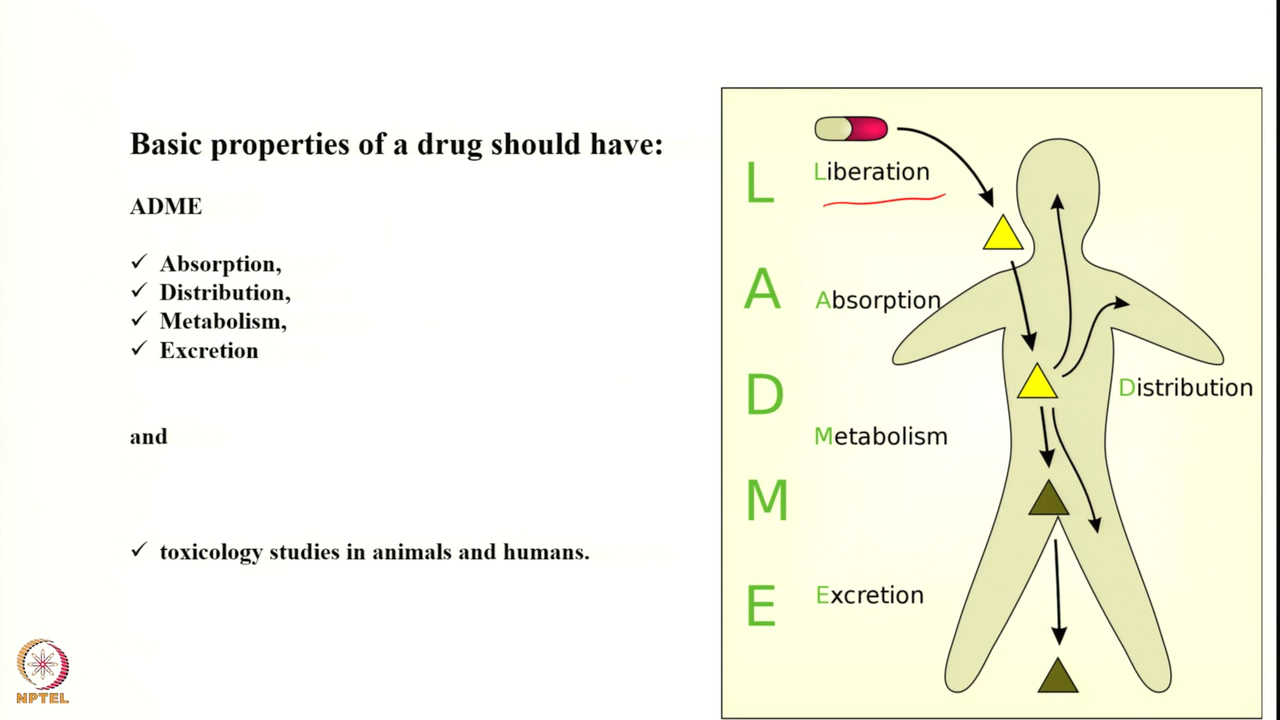 Basic properties of a drug should have:
ADME
✓ Absorption,
✓ Distribution,
✓ Metabolism,
✓ Excretion
and
✓ toxicology studies in animals and humans.
NPTEL
L
Liberation
A
Absorption
D
Distribution
Metabolism
M
E
Excretion